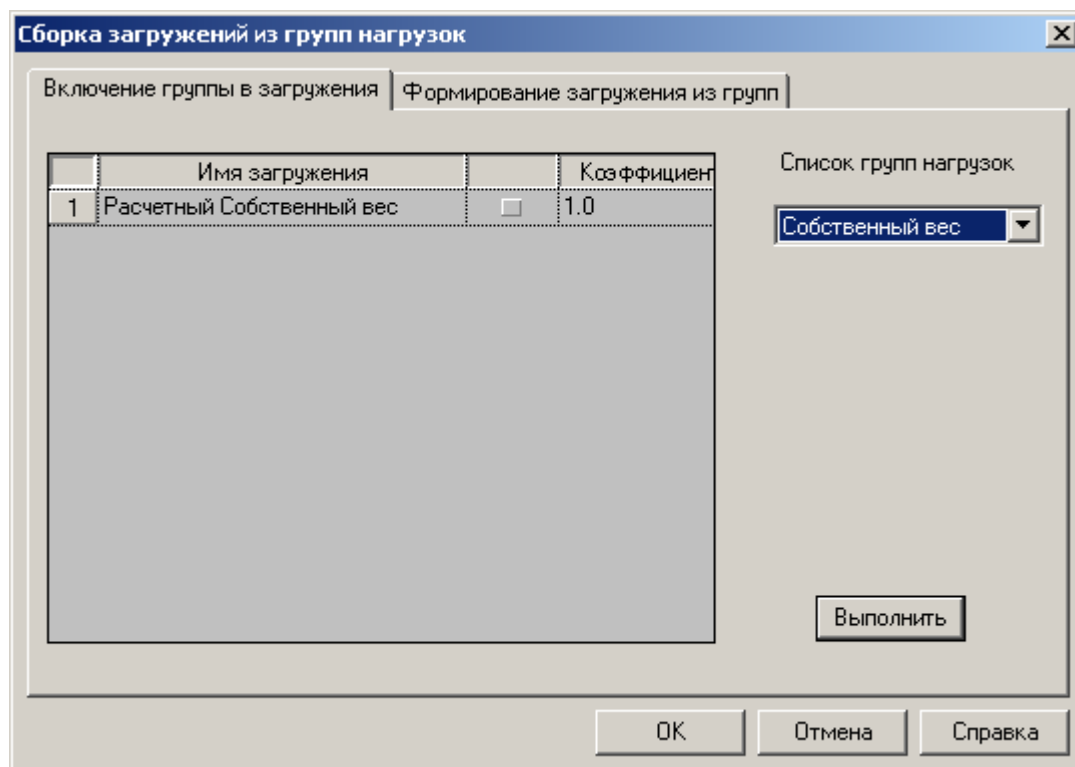 Сборка загружений из групп нагрузок
Включение группы в загружения Формирование загружения из групп
Список групп нагрузок
Имя загружения Коэффициент
1 Расчетный Собственный вес 1.0
Собственный вес
Выполнить
OK Отмена Справка